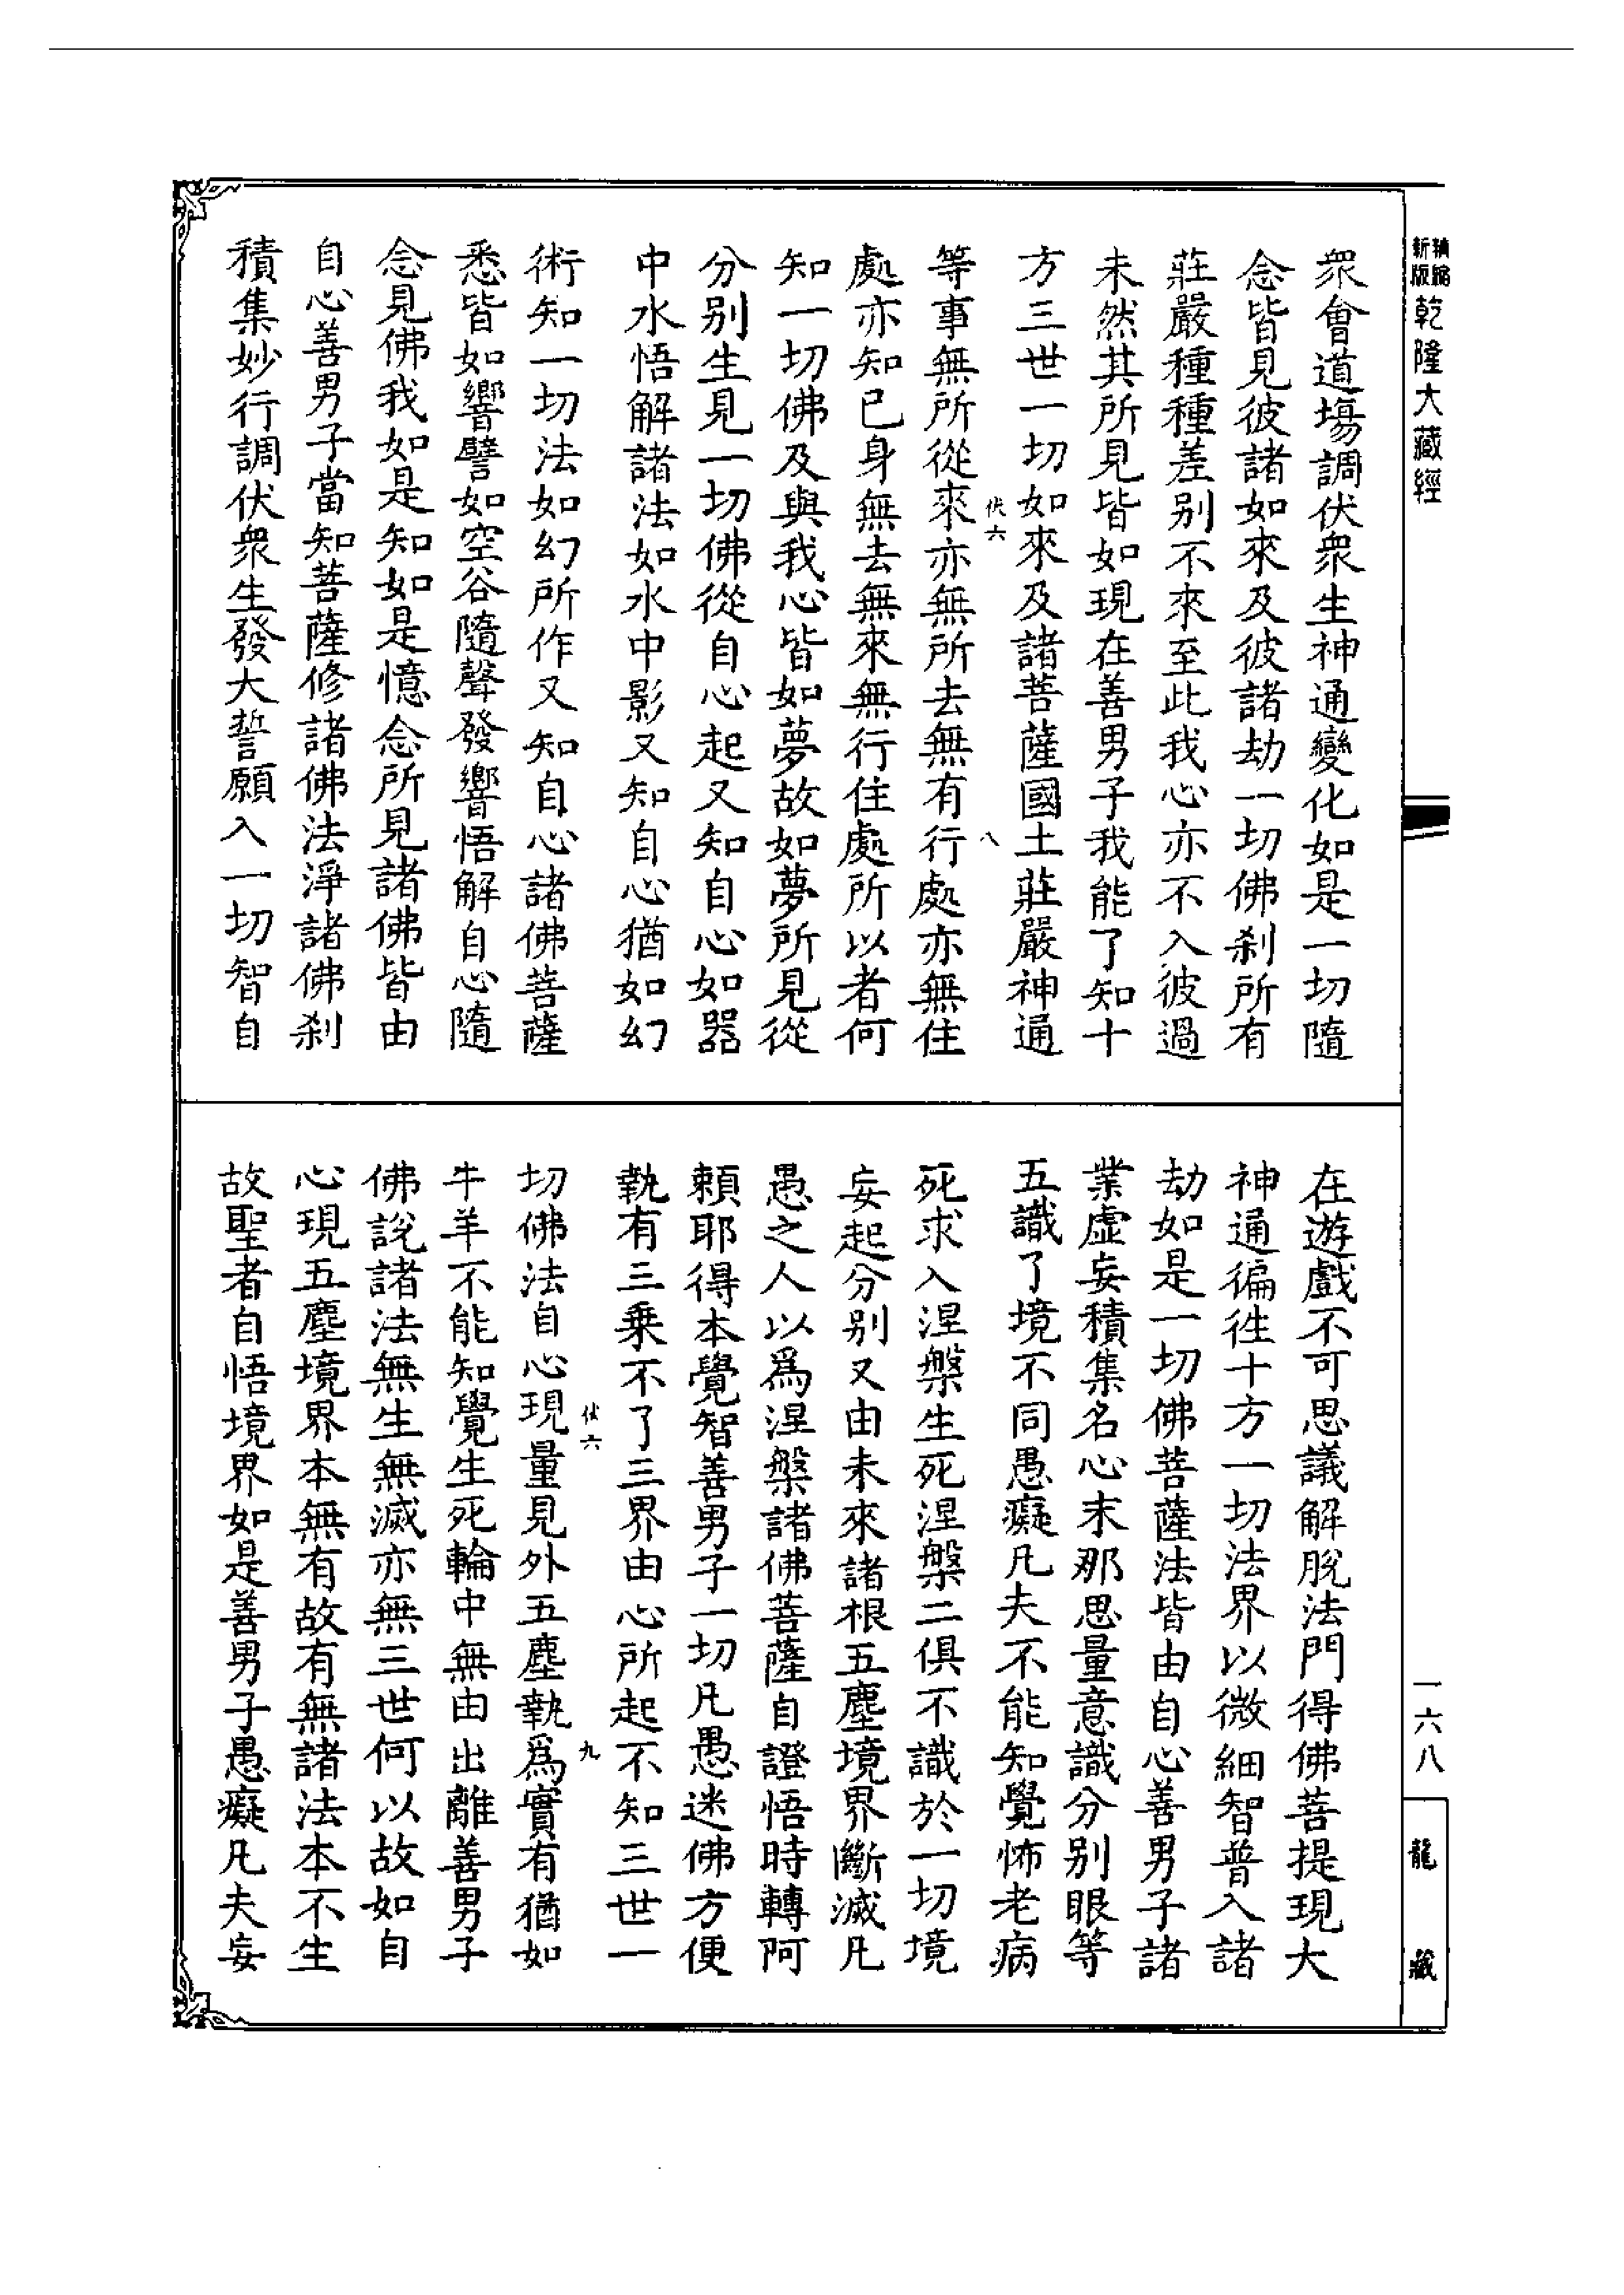 新版精縮乾隆大藏經
一六八
龍藏
衆會道塲調伏衆生神通變化如是一切隨
念皆見彼諸如來及彼諸劫一切佛刹所有
莊嚴種種差别不來至此我心亦不入彼過
未然其所見皆如現在善男子我能了知十
方三世一切如來及諸菩薩國土莊嚴神通
伏六
八
等事無所從來亦無所去無有行處亦無住
處亦知已身無去無來無行住處所以者何
知一切佛及與我心皆如夢故如夢所見從
分别生見一切佛從自心起又知自心如器
中水悟解諸法如水中影又知自心猶如幻
術知一切法如幻所作又知自心諸佛菩薩
悉皆如響譬如空谷隨聲發響悟解自心隨
念見佛我如是知如是憶念所見諸佛皆由
自心善男子當知菩薩修諸佛法淨諸佛刹
積集妙行調伏衆生發大誓願入一切智自
在遊戲不可思議解脫法門得佛菩提現大
神通徧徃十方一切法界以微細智普入諸
劫如是一切佛菩薩法皆由自心善男子諸
業虛妄積集名心末那思量意識分别眼等
五識了境不同愚癡凡夫不能知覺怖老病
死求入涅槃生死涅槃二俱不識於一切境
妄起分别又由未來諸根五塵境界斷滅凡
愚之人以爲涅槃諸佛菩薩自證悟時轉阿
賴耶得本覺智善男子一切凡愚迷佛方便
執有三乗不了三界由心所起不知三世一
伏六
九
切佛法自心現量見外五塵執爲實有猶如
牛羊不能知覺生死輪中無由出離善男子
佛說諸法無生無滅亦無三世何以故如自
心現五塵境界本無有故有無諸法本不生
故聖者自悟境界如是善男子愚癡凡夫妄